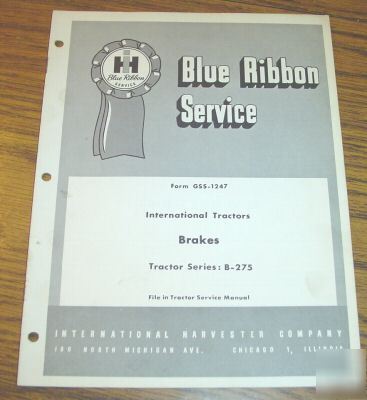 IH
Blue Ribbon
SERVICE
Blue Ribbon
Service
Form GSS-1247
International Tractors
Brakes
Tractor Series: B-275
File in Tractor Service Manual
INTERNATIONAL HARVESTER COMPANY
180 NORTH MICHIGAN AVE. CHICAGO 1, ILLINOIS